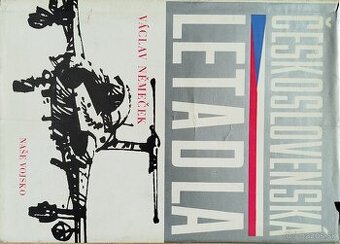 VÁCLAV NĚMEČEK
ČESKOSLOVENSKÁ
LETADLA
NAŠE VOJSKO